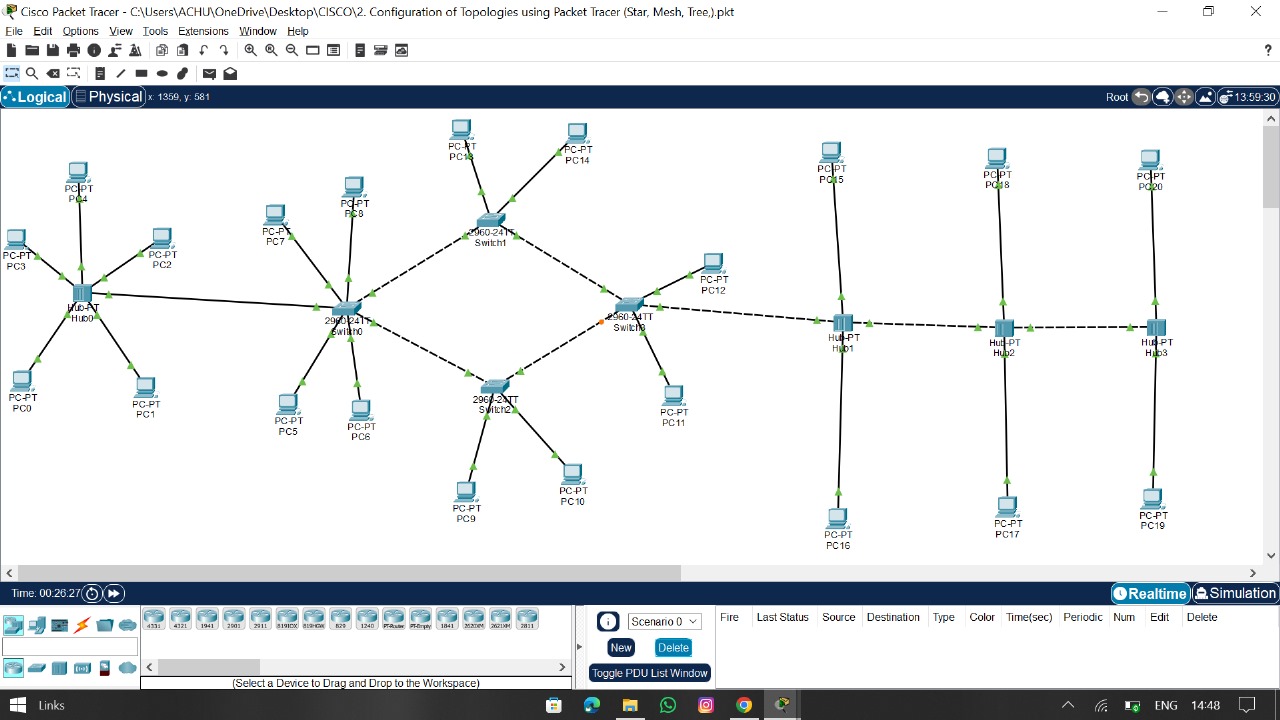 Cisco Packet Tracer - C:\Users\ACHU\OneDrive\Desktop\CISCO\2. Configuration of Topologies using Packet Tracer (Star, Mesh, Tree,).pkt
File Edit Options View Tools Extensions Window Help
?
Logical Physical x: 1359, y: 581 Root 13:59:30
PC-PT
PC13
PC-PT
PC14
PC-PT
PC15
PC-PT
PC18
PC-PT
PC20
PC-PT
PC4
PC-PT
PC8
PC-PT
PC7
PC-PT
PC3
PC-PT
PC2
2960-24TT
Switch1
PC-PT
PC12
Hub-PT
Hub0
2960-24TT
Switch0
2960-24TT
Switch3
Hub-PT
Hub1
Hub-PT
Hub2
Hub-PT
Hub3
PC-PT
PC0
PC-PT
PC1
PC-PT
PC5
PC-PT
PC6
2960-24TT
Switch2
PC-PT
PC11
PC-PT
PC9
PC-PT
PC10
PC-PT
PC16
PC-PT
PC17
PC-PT
PC19
Time: 00:26:27 Realtime Simulation
4331 4321 1941 2901 2911 819IOX 819HGW 829 1240 PT-Router PT-Empty 1841 2620XM 2621XM 2811
(Select a Device to Drag and Drop to the Workspace)
Scenario 0
New Delete
Toggle PDU List Window
Fire Last Status Source Destination Type Color Time(sec) Periodic Num Edit Delete
Links ENG 14:48